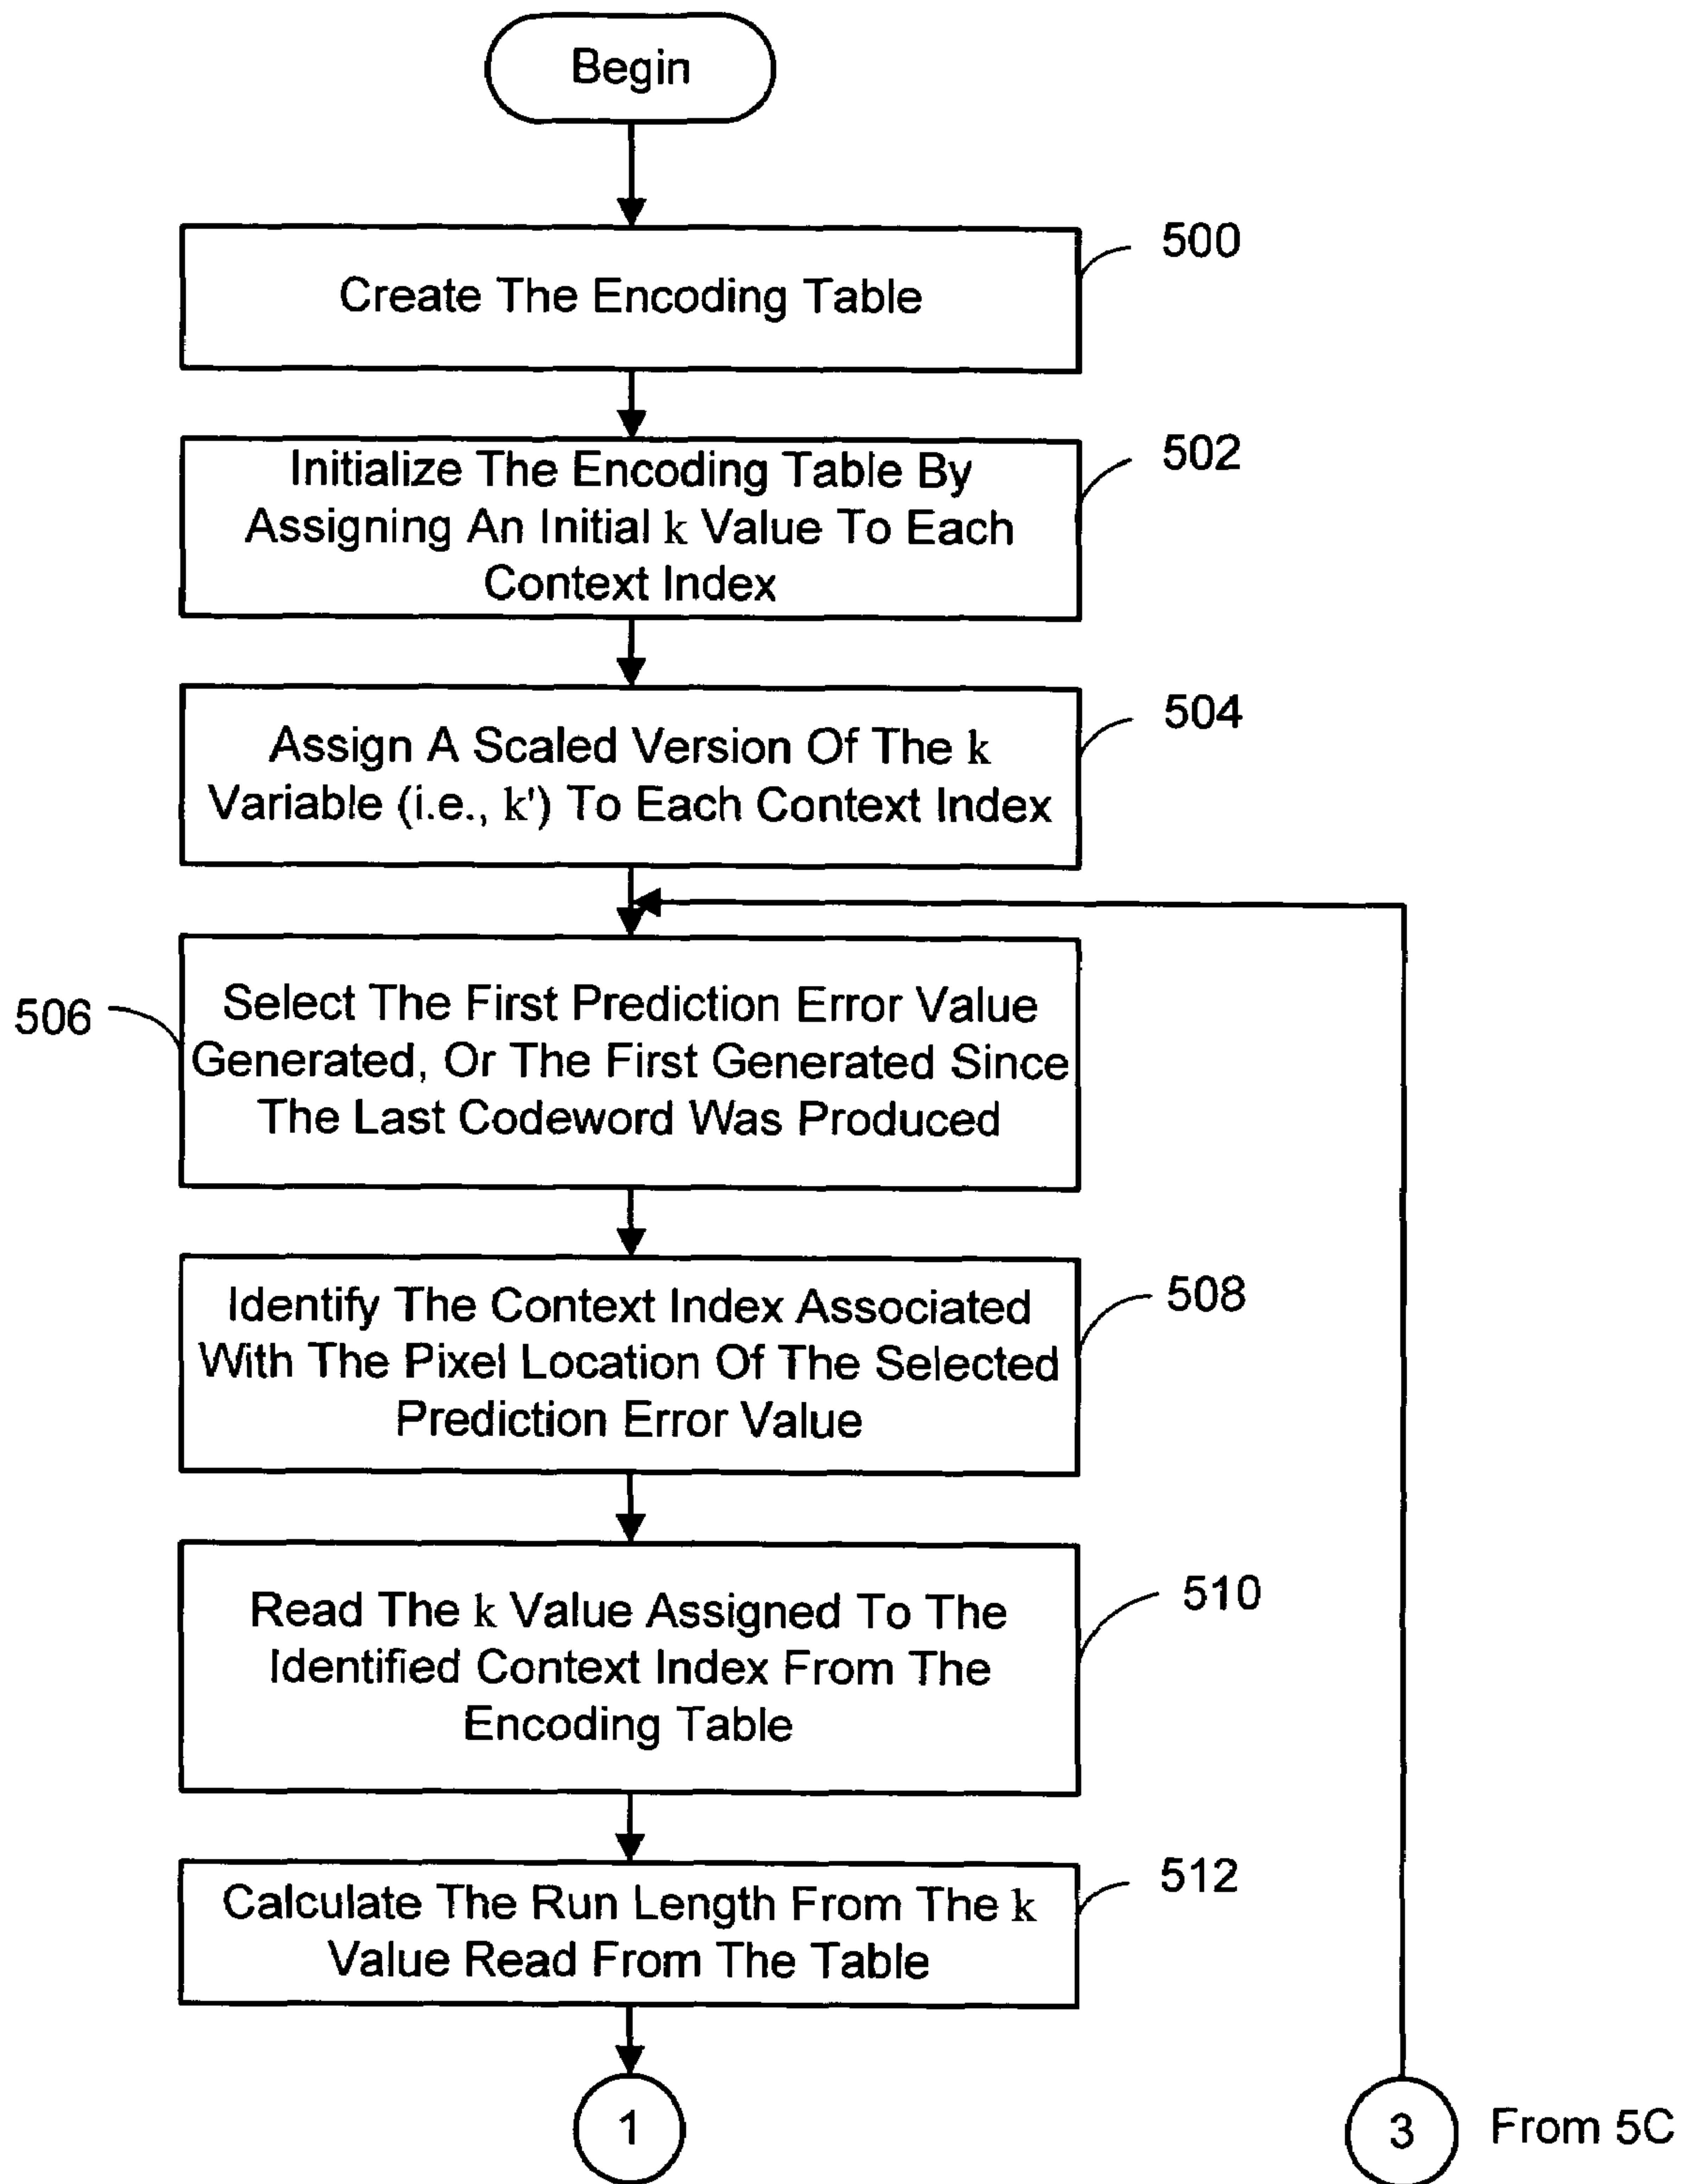 Begin
500
Create The Encoding Table
502
Initialize The Encoding Table By
Assigning An Initial k Value To Each
Context Index
504
Assign A Scaled Version Of The k
Variable (i.e., k') To Each Context Index
506
Select The First Prediction Error Value
Generated, Or The First Generated Since
The Last Codeword Was Produced
508
Identify The Context Index Associated
With The Pixel Location Of The Selected
Prediction Error Value
510
Read The k Value Assigned To The
Identified Context Index From The
Encoding Table
512
Calculate The Run Length From The k
Value Read From The Table
1
3
From 5C